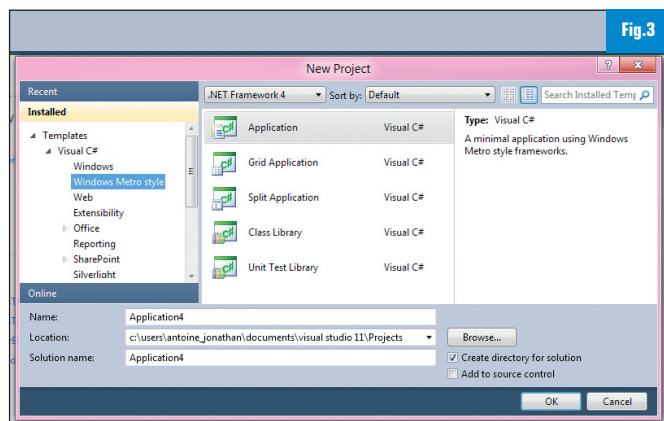 Fig.3
New Project
Recent
.NET Framework 4
Sort by: Default
Installed
Templates
Visual C#
Windows
Windows Metro style
Web
Extensibility
Office
Reporting
SharePoint
Silverlight
Online
Application Visual C#
Grid Application Visual C#
Split Application Visual C#
Class Library Visual C#
Unit Test Library Visual C#
Search Installed
Type: Visual C#
A minimal application using Windows
Metro style frameworks.
Name: Application4
Location: c:\users\antoine_jonathan\documents\visual studio 11\Projects
Browse...
Solution name: Application4
Create directory for solution
Add to source control
OK Cancel